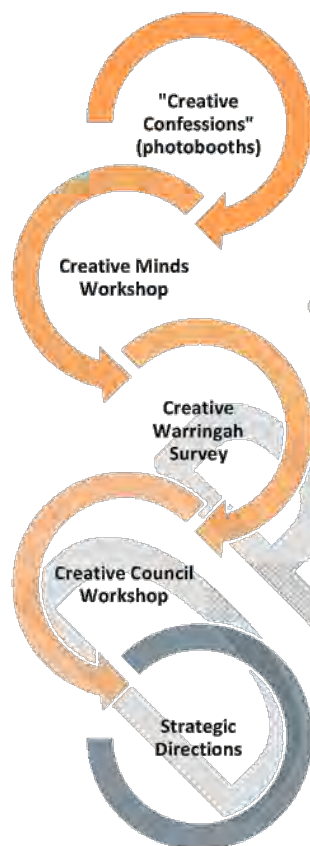 "Creative
Confessions"
(photobooths)
Creative Minds
Workshop
Creative
Warringah
Survey
Creative Council
Workshop
Strategic
Directions